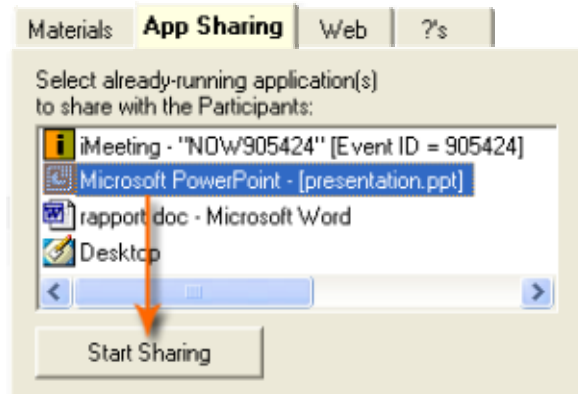 Materials App Sharing Web ?'s
Select already-running application(s)
to share with the Participants:
iMeeting - "NOW905424" [Event ID = 905424]
Microsoft PowerPoint - [presentation.ppt]
rapport doc - Microsoft Word
Desktop
Start Sharing